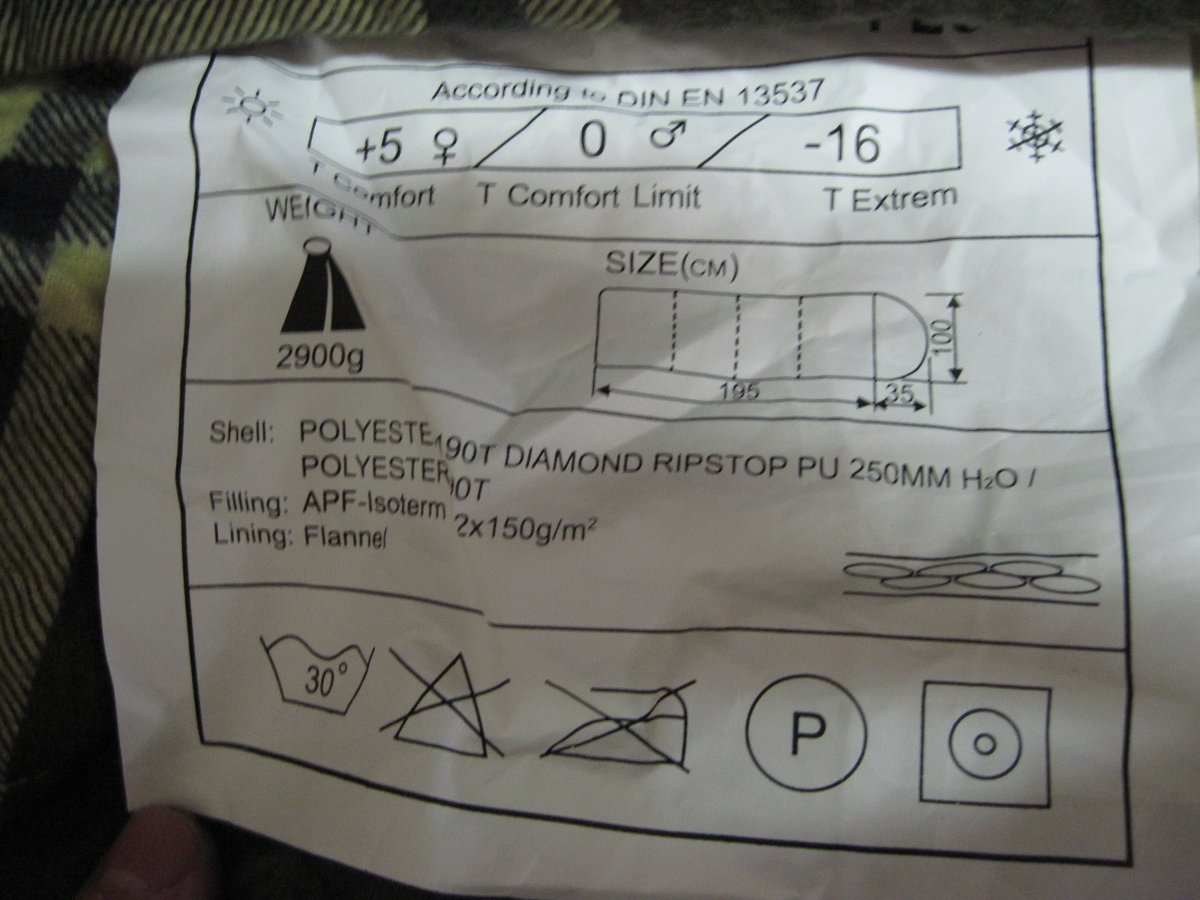 According to DIN EN 13537
+5 ♀ 0 ♂ -16
T Comfort T Comfort Limit T Extrem
WEIGHT
2900g
SIZE(CM)
100
195
35
Shell: POLYESTE 190T DIAMOND RIPSTOP PU 250MM H₂O /
POLYESTER 190T
Filling: APF-Isoterm 2x150g/m²
Lining: Flannel
30°
P